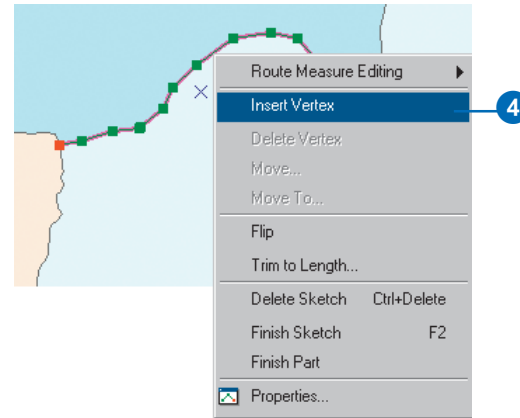 Route Measure Editing
Insert Vertex
4
Delete Vertex
Move...
Move To...
Flip
Trim to Length...
Delete Sketch Ctrl+Delete
Finish Sketch F2
Finish Part
Properties...